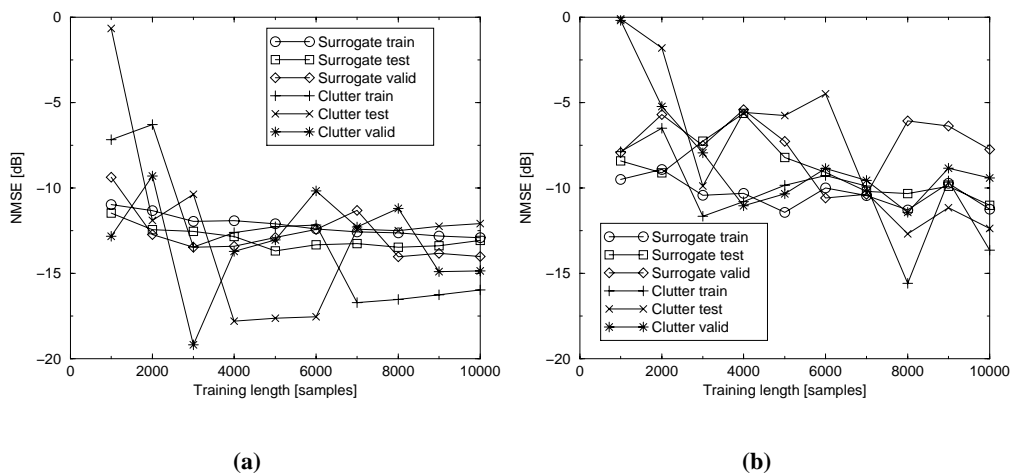 0
−5
−10
−15
−20
NMSE [dB]
0 2000 4000 6000 8000 10000
Training length [samples]
Surrogate train
Surrogate test
Surrogate valid
Clutter train
Clutter test
Clutter valid
(a)
0
−5
−10
−15
−20
NMSE [dB]
0 2000 4000 6000 8000 10000
Training length [samples]
Surrogate train
Surrogate test
Surrogate valid
Clutter train
Clutter test
Clutter valid
(b)